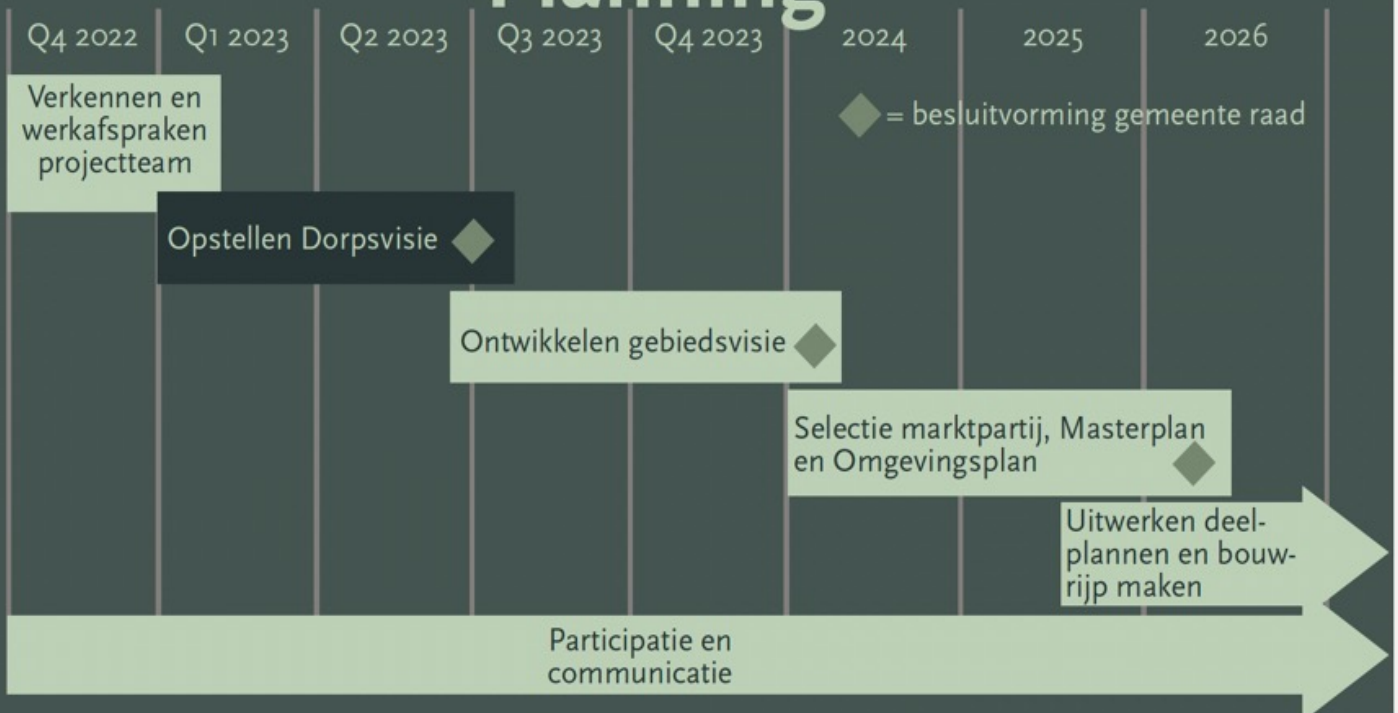 Planning
Q4 2022
Q1 2023
Q2 2023
Q3 2023
Q4 2023
2024
2025
2026
= besluitvorming gemeente raad
Verkennen en
werkafspraken
projectteam
Opstellen Dorpsvisie
Ontwikkelen gebiedsvisie
Selectie marktpartij, Masterplan
en Omgevingsplan
Uitwerken deel-
plannen en bouw-
rijp maken
Participatie en
communicatie